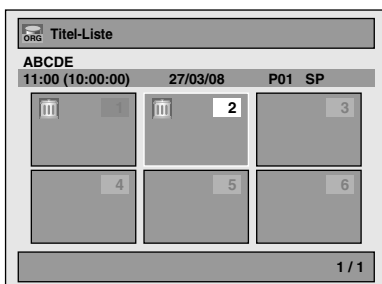 ORG Titel-Liste
ABCDE
11:00 (10:00:00) 27/03/08 P01 SP
1 2 3
4 5 6
1 / 1